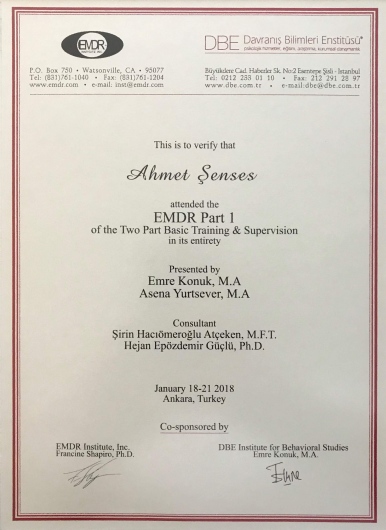 EMDR
DBE Davranış Bilimleri Enstitüsü
psikolojik hizmetler, eğitim, araştırma, kurumsal danışmanlık
P.O. Box 750 • Watsonville, CA • 95077
Tel: (831)761-1040 • Fax: (831)761-1204
www.emdr.com • e-mail: inst@emdr.com
Büyükdere Cad. Haberler Sk. No:2 Esentepe Şişli - İstanbul
Tel: 0212 233 01 10 • Fax: 212 291 28 97
www.dbe.com.tr • e-mail:dbe@dbe.com.tr
This is to verify that
Ahmet Şenses
attended the
EMDR Part 1
of the Two Part Basic Training & Supervision
in its entirety
Presented by
Emre Konuk, M.A
Asena Yurtsever, M.A
Consultant
Şirin Hacıömeroğlu Atçeken, M.F.T.
Hejan Epözdemir Güçlü, Ph.D.
January 18-21 2018
Ankara, Turkey
Co-sponsored by
EMDR Institute, Inc.
Francine Shapiro, Ph.D.
DBE Institute for Behavioral Studies
Emre Konuk, M.A.